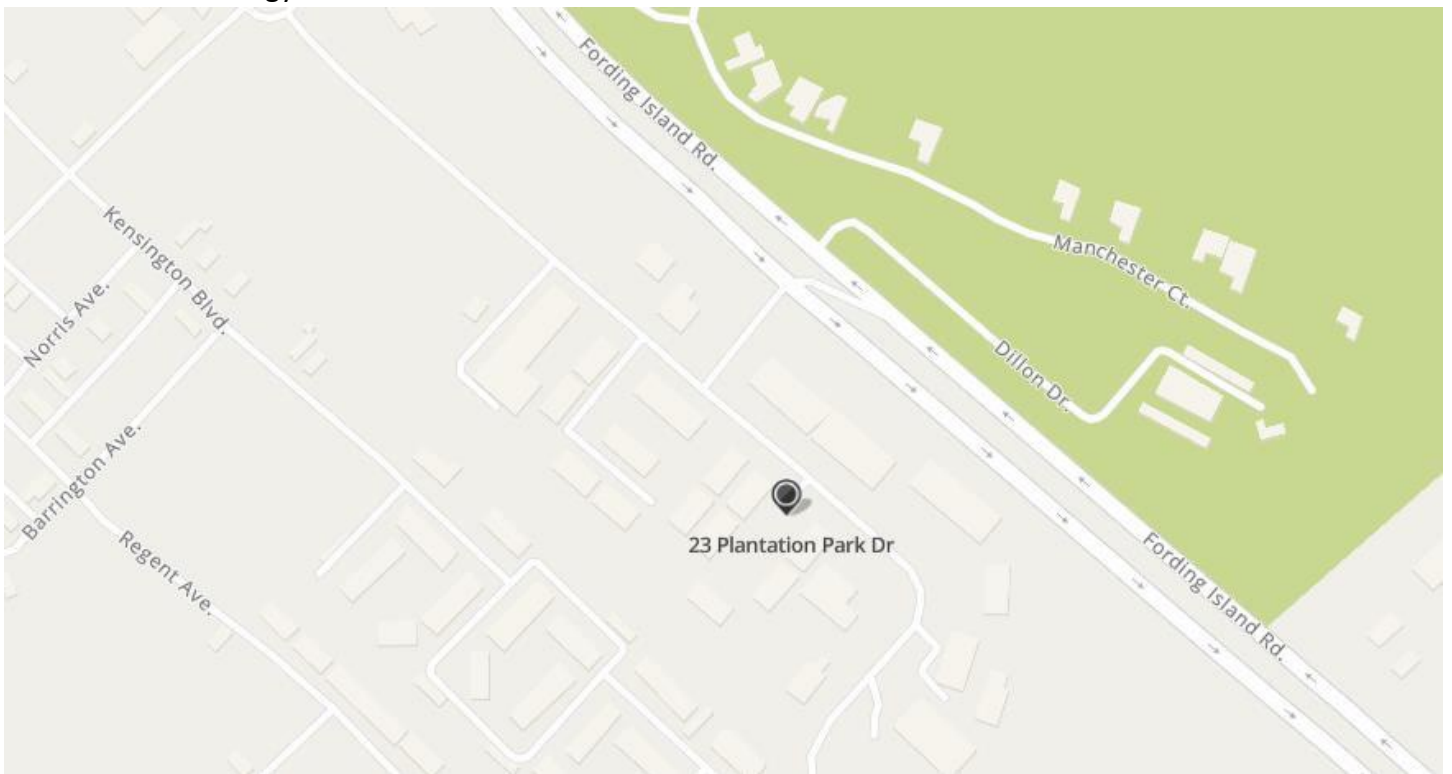 Fording Island Rd.
Manchester Ct.
Kensington Blvd.
Norris Ave.
Dillon Dr.
Barrington Ave.
23 Plantation Park Dr
Regent Ave.
Fording Island Rd.